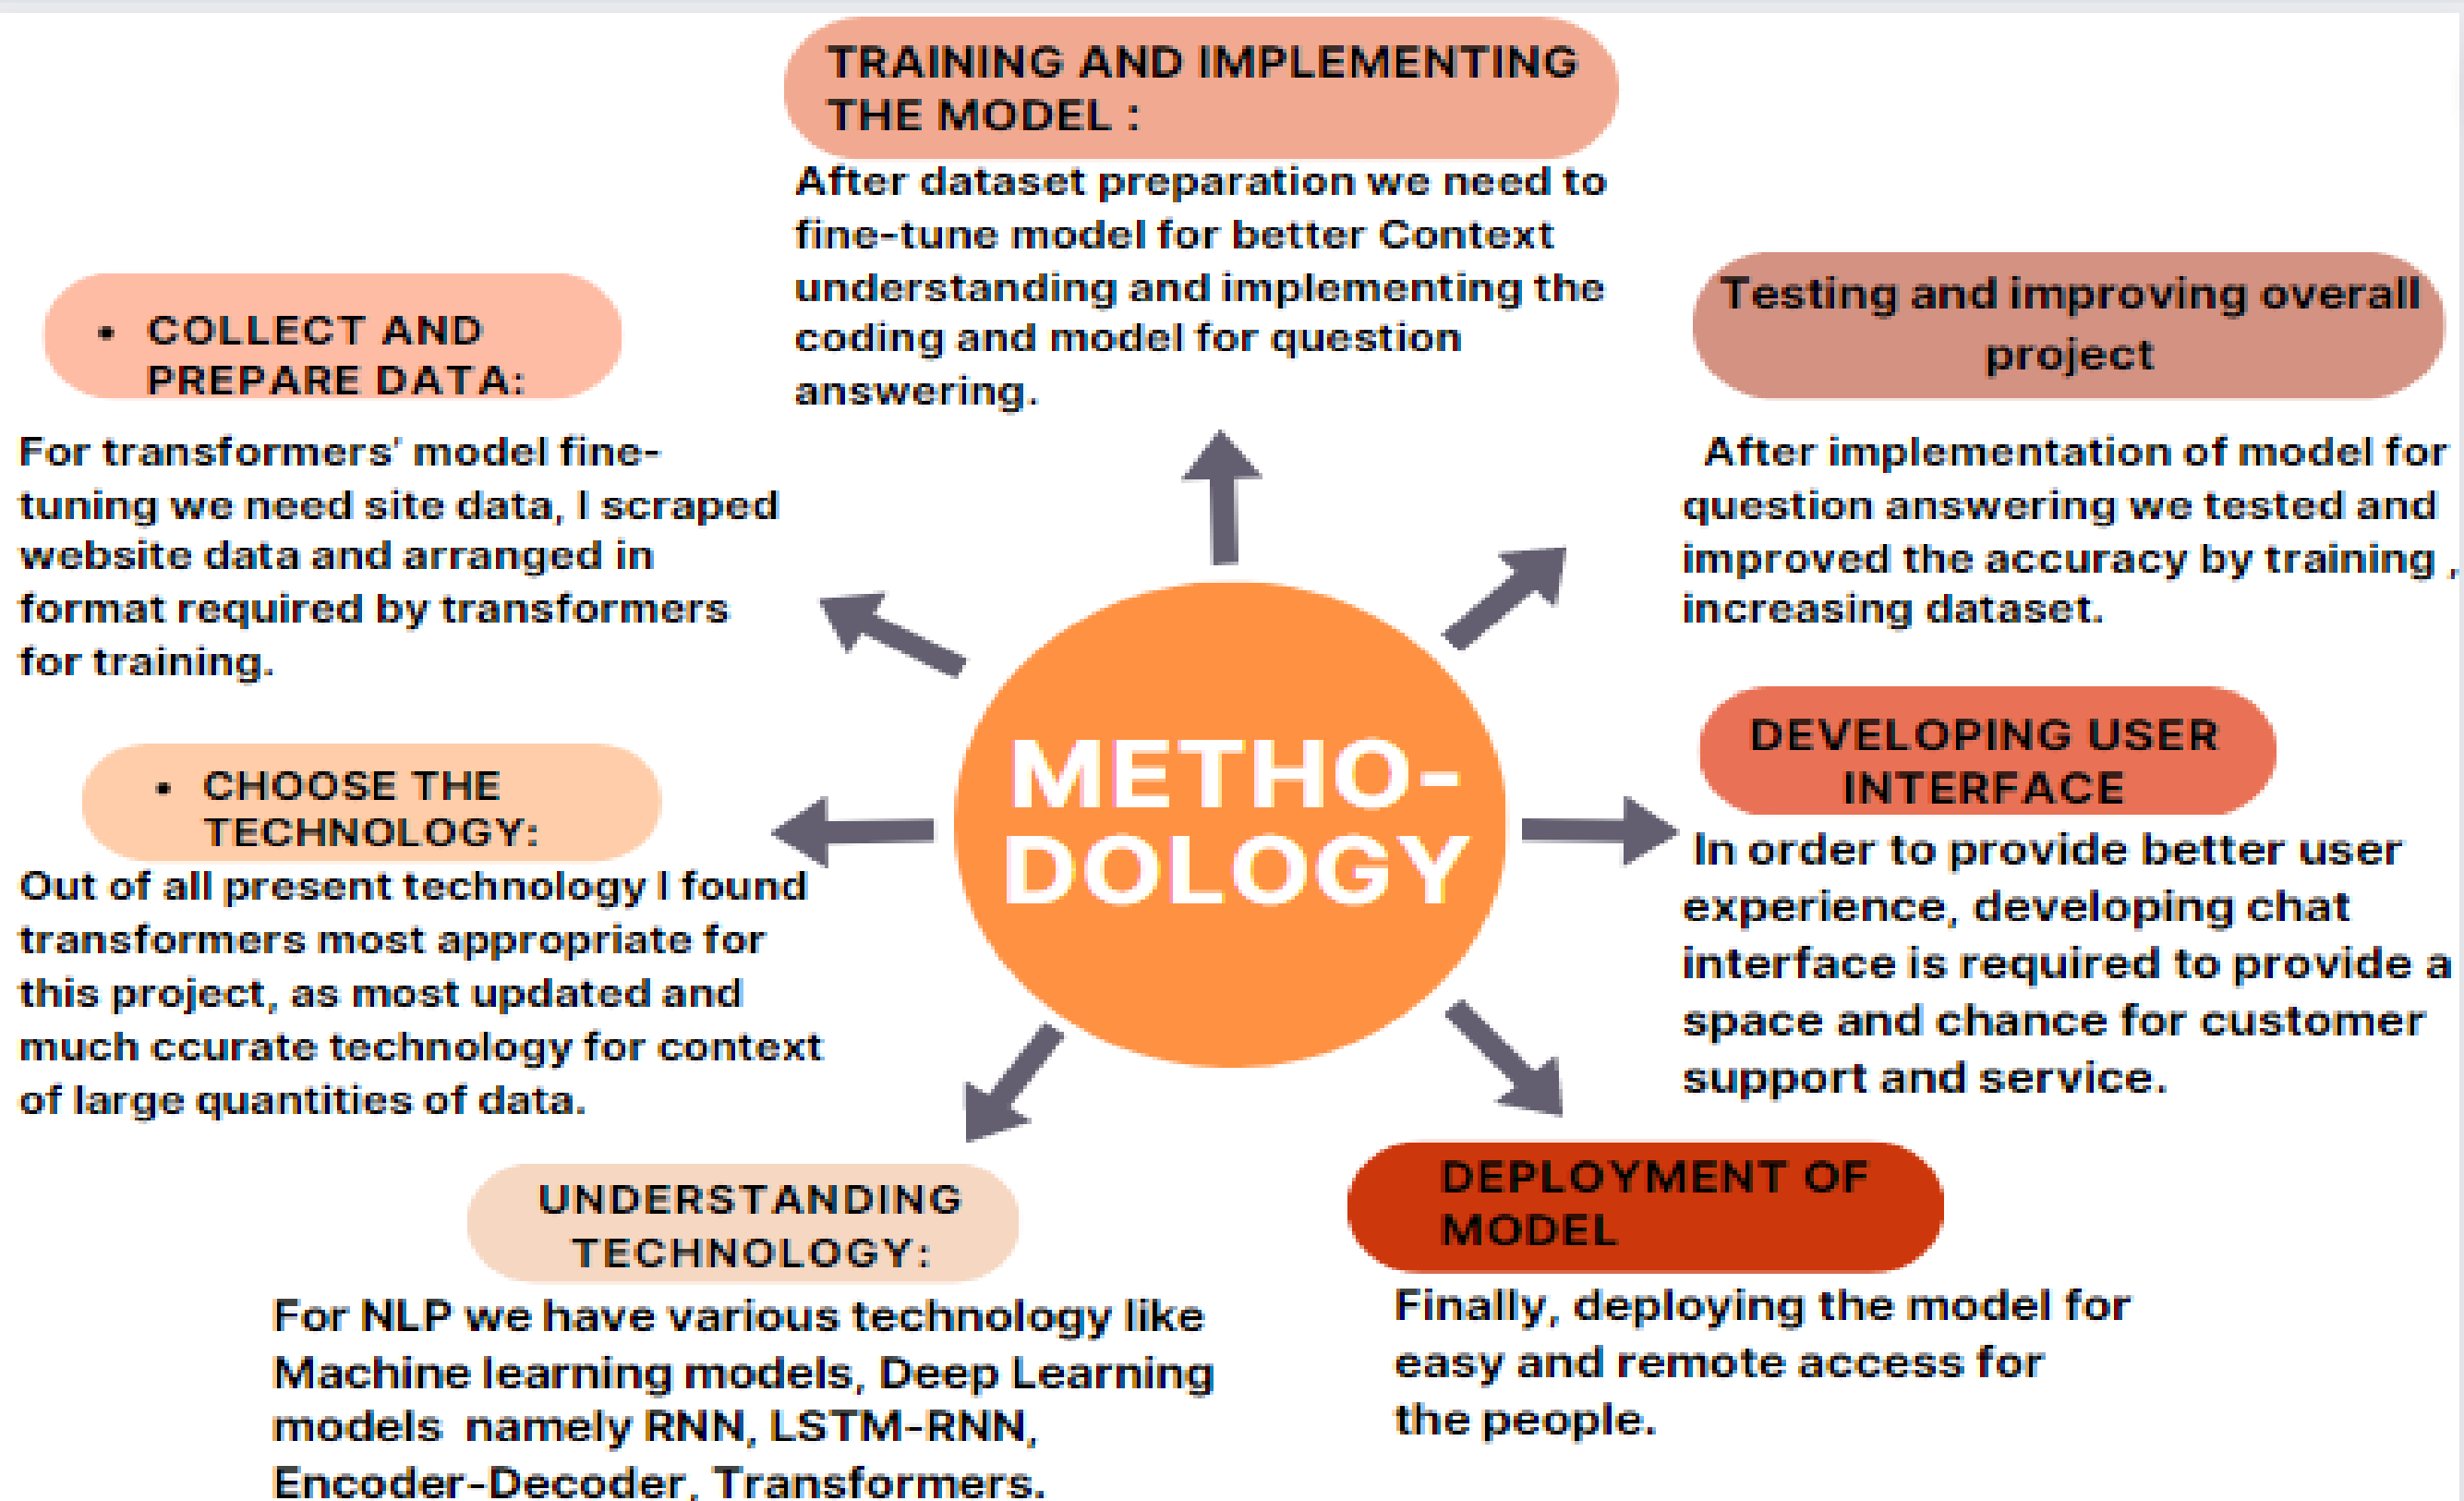 TRAINING AND IMPLEMENTING
THE MODEL :
After dataset preparation we need to
fine-tune model for better Context
understanding and implementing the
coding and model for question
answering.
• COLLECT AND
PREPARE DATA:
For transformers' model fine-
tuning we need site data, I scraped
website data and arranged in
format required by transformers
for training.
Testing and improving overall
project
After implementation of model for
question answering we tested and
improved the accuracy by training ,
increasing dataset.
METHO-
DOLOGY
• CHOOSE THE
TECHNOLOGY:
Out of all present technology I found
transformers most appropriate for
this project, as most updated and
much ccurate technology for context
of large quantities of data.
DEVELOPING USER
INTERFACE
In order to provide better user
experience, developing chat
interface is required to provide a
space and chance for customer
support and service.
UNDERSTANDING
TECHNOLOGY:
For NLP we have various technology like
Machine learning models, Deep Learning
models  namely RNN, LSTM-RNN,
Encoder-Decoder, Transformers.
DEPLOYMENT OF
MODEL
Finally, deploying the model for
easy and remote access for
the people.